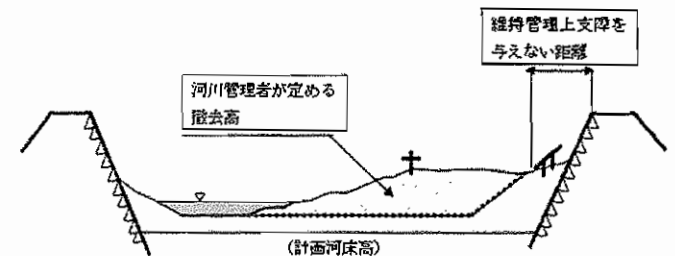 維持管理上支障を
与えない距離
河川管理者が定める
撤去高
(計画河床高)